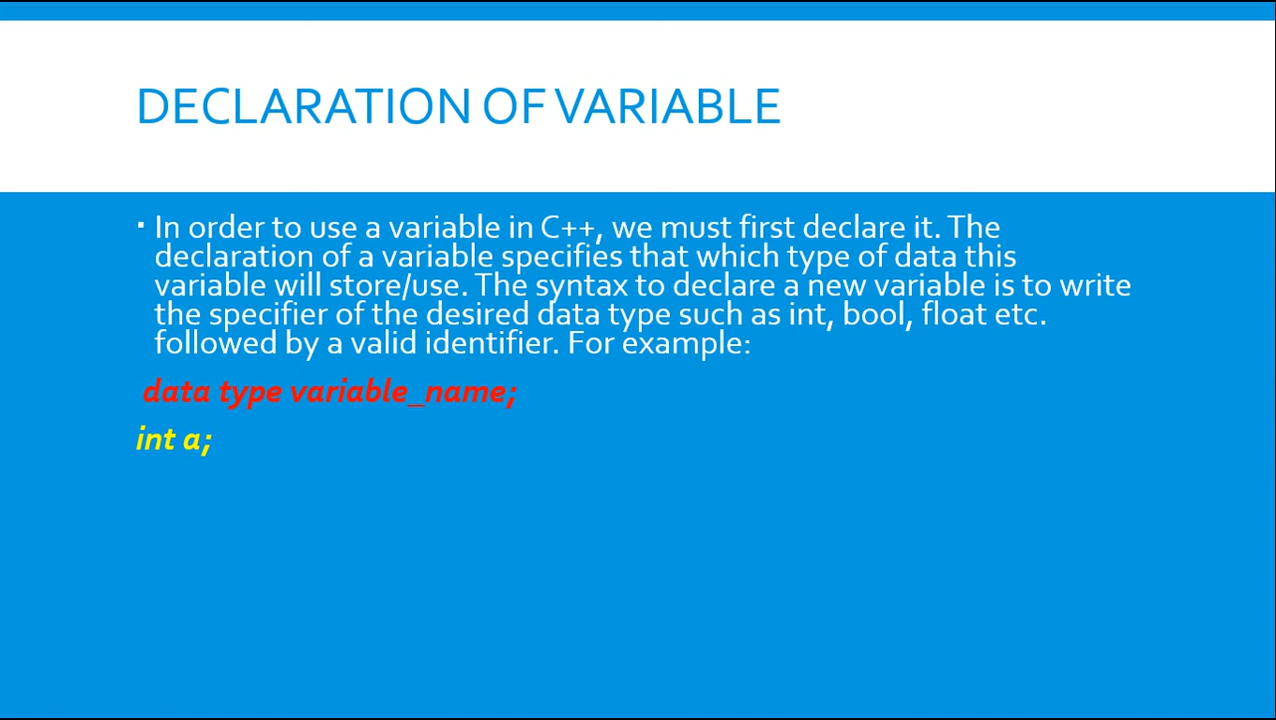 DECLARATION OF VARIABLE
▪ In order to use a variable in C++, we must first declare it. The
declaration of a variable specifies that which type of data this
variable will store/use. The syntax to declare a new variable is to write
the specifier of the desired data type such as int, bool, float etc.
followed by a valid identifier. For example:
data type variable_name;
int a;